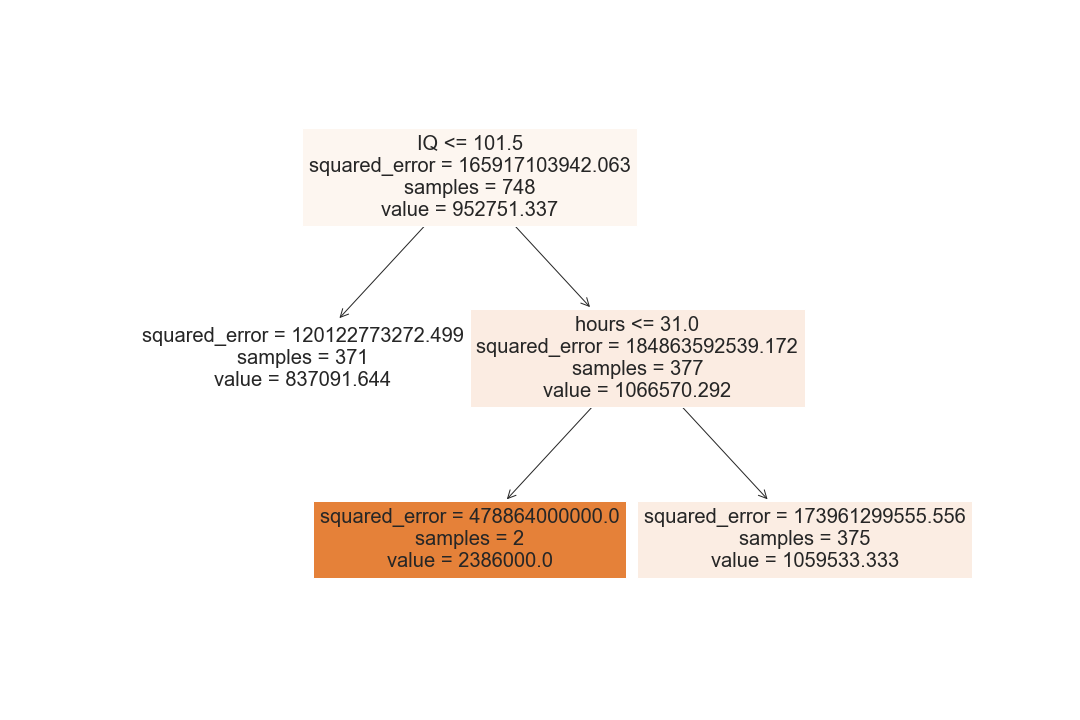 IQ <= 101.5
squared_error = 165917103942.063
samples = 748
value = 952751.337
squared_error = 120122773272.499
samples = 371
value = 837091.644
hours <= 31.0
squared_error = 184863592539.172
samples = 377
value = 1066570.292
squared_error = 478864000000.0
samples = 2
value = 2386000.0
squared_error = 173961299555.556
samples = 375
value = 1059533.333